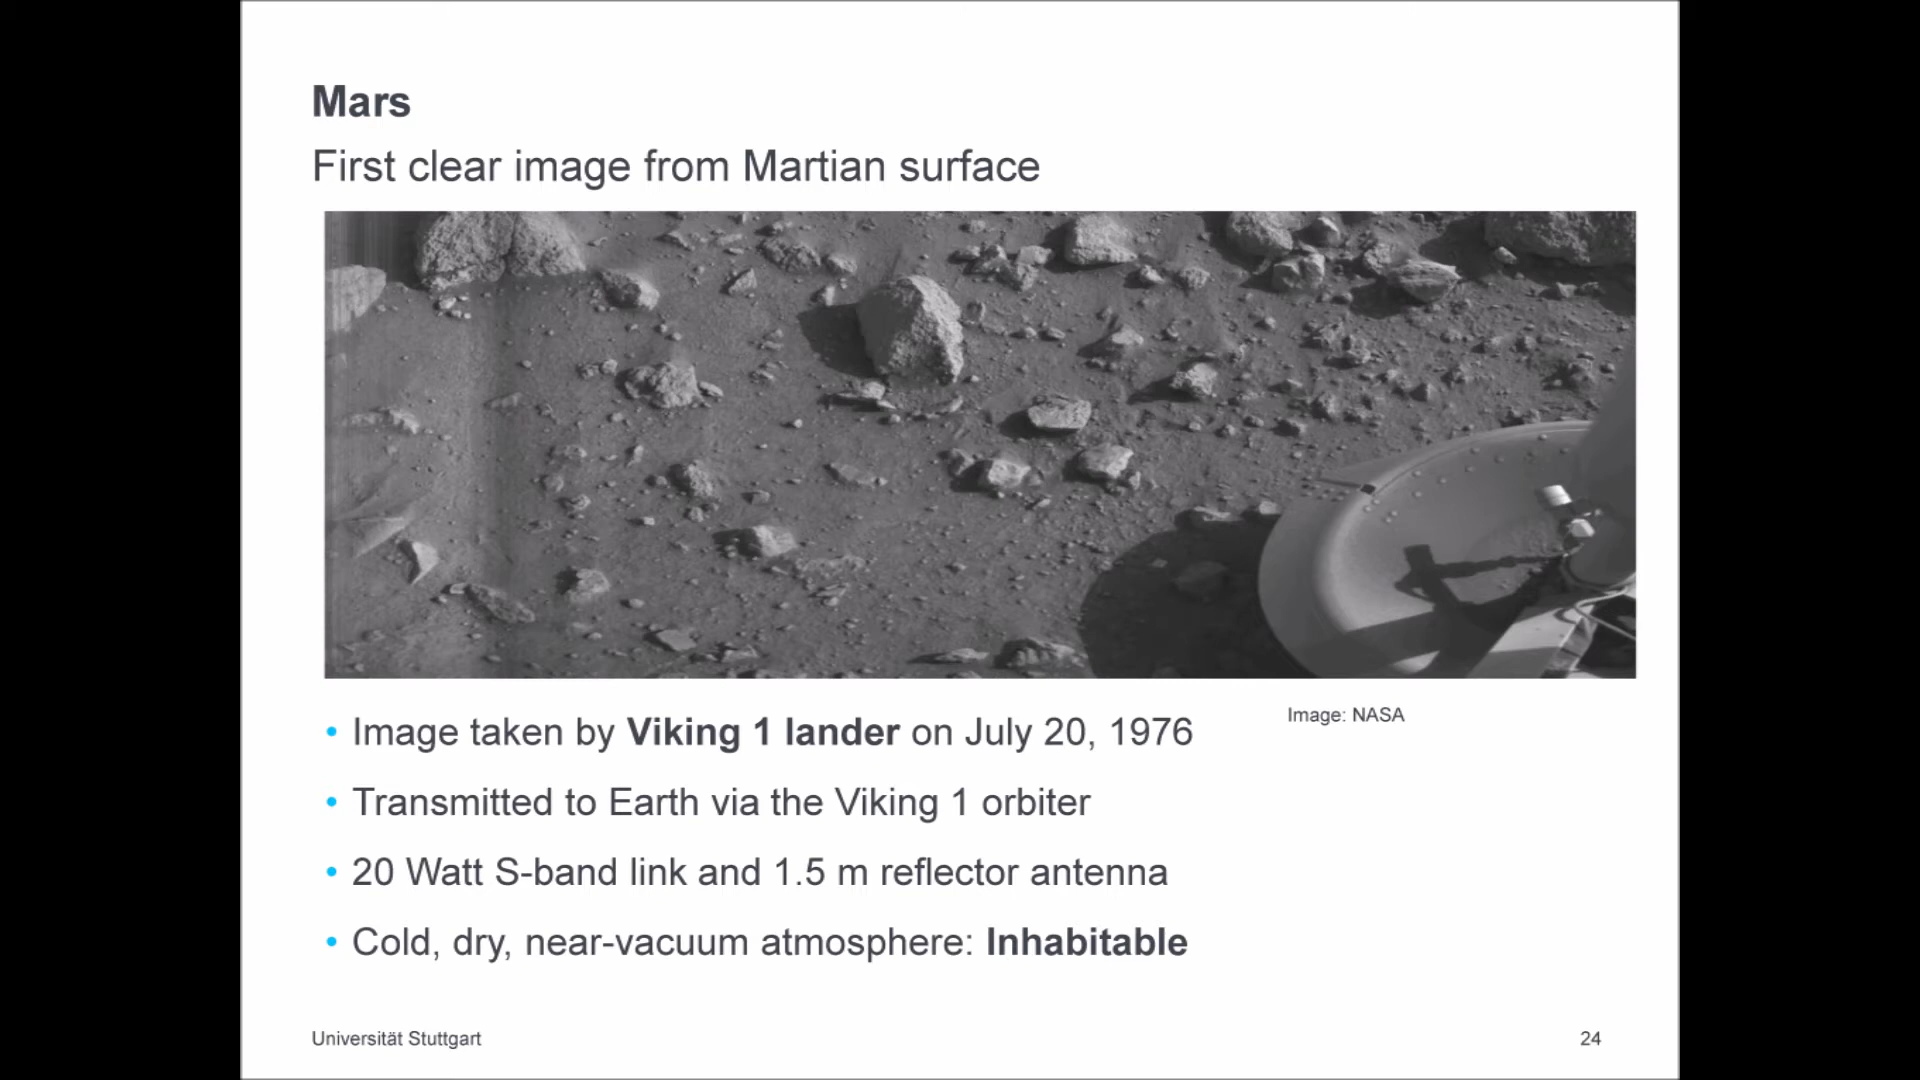 Mars
First clear image from Martian surface
Image: NASA
• Image taken by Viking 1 lander on July 20, 1976
• Transmitted to Earth via the Viking 1 orbiter
• 20 Watt S-band link and 1.5 m reflector antenna
• Cold, dry, near-vacuum atmosphere: Inhabitable
Universität Stuttgart
24